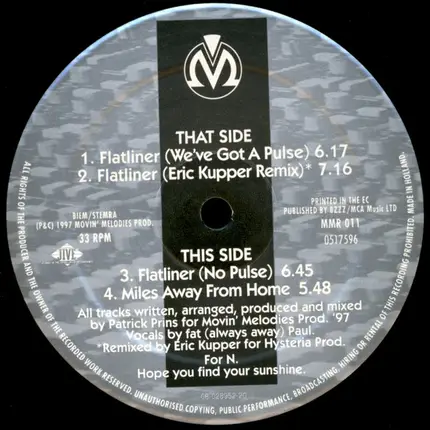 THAT SIDE
1. Flatliner (We've Got A Pulse) 6.17
2. Flatliner (Eric Kupper Remix)* 7.16
BIEM/STEMRA
(P&C) 1997 MOVIN' MELODIES PROD.
JIVE
33 RPM
PRINTED IN THE EC
PUBLISHED BY BZZZ/MCA Music Ltd
MMR 011
0517596
THIS SIDE
3. Flatliner (No Pulse) 6.45
4. Miles Away From Home 5.48
All tracks written, arranged, produced and mixed
by Patrick Prins for Movin' Melodies Prod. '97
Vocals by fat (always away) Paul.
*Remixed by Eric Kupper for Hysteria Prod.
For N.
Hope you find your sunshine.
ALL RIGHTS OF THE PRODUCER AND THE OWNER OF THE RECORDED WORK RESERVED. UNAUTHORISED COPYING, PUBLIC PERFORMANCE, BROADCASTING, HIRING OR RENTAL OF THIS RECORDING PROHIBITED. MADE IN HOLLAND.